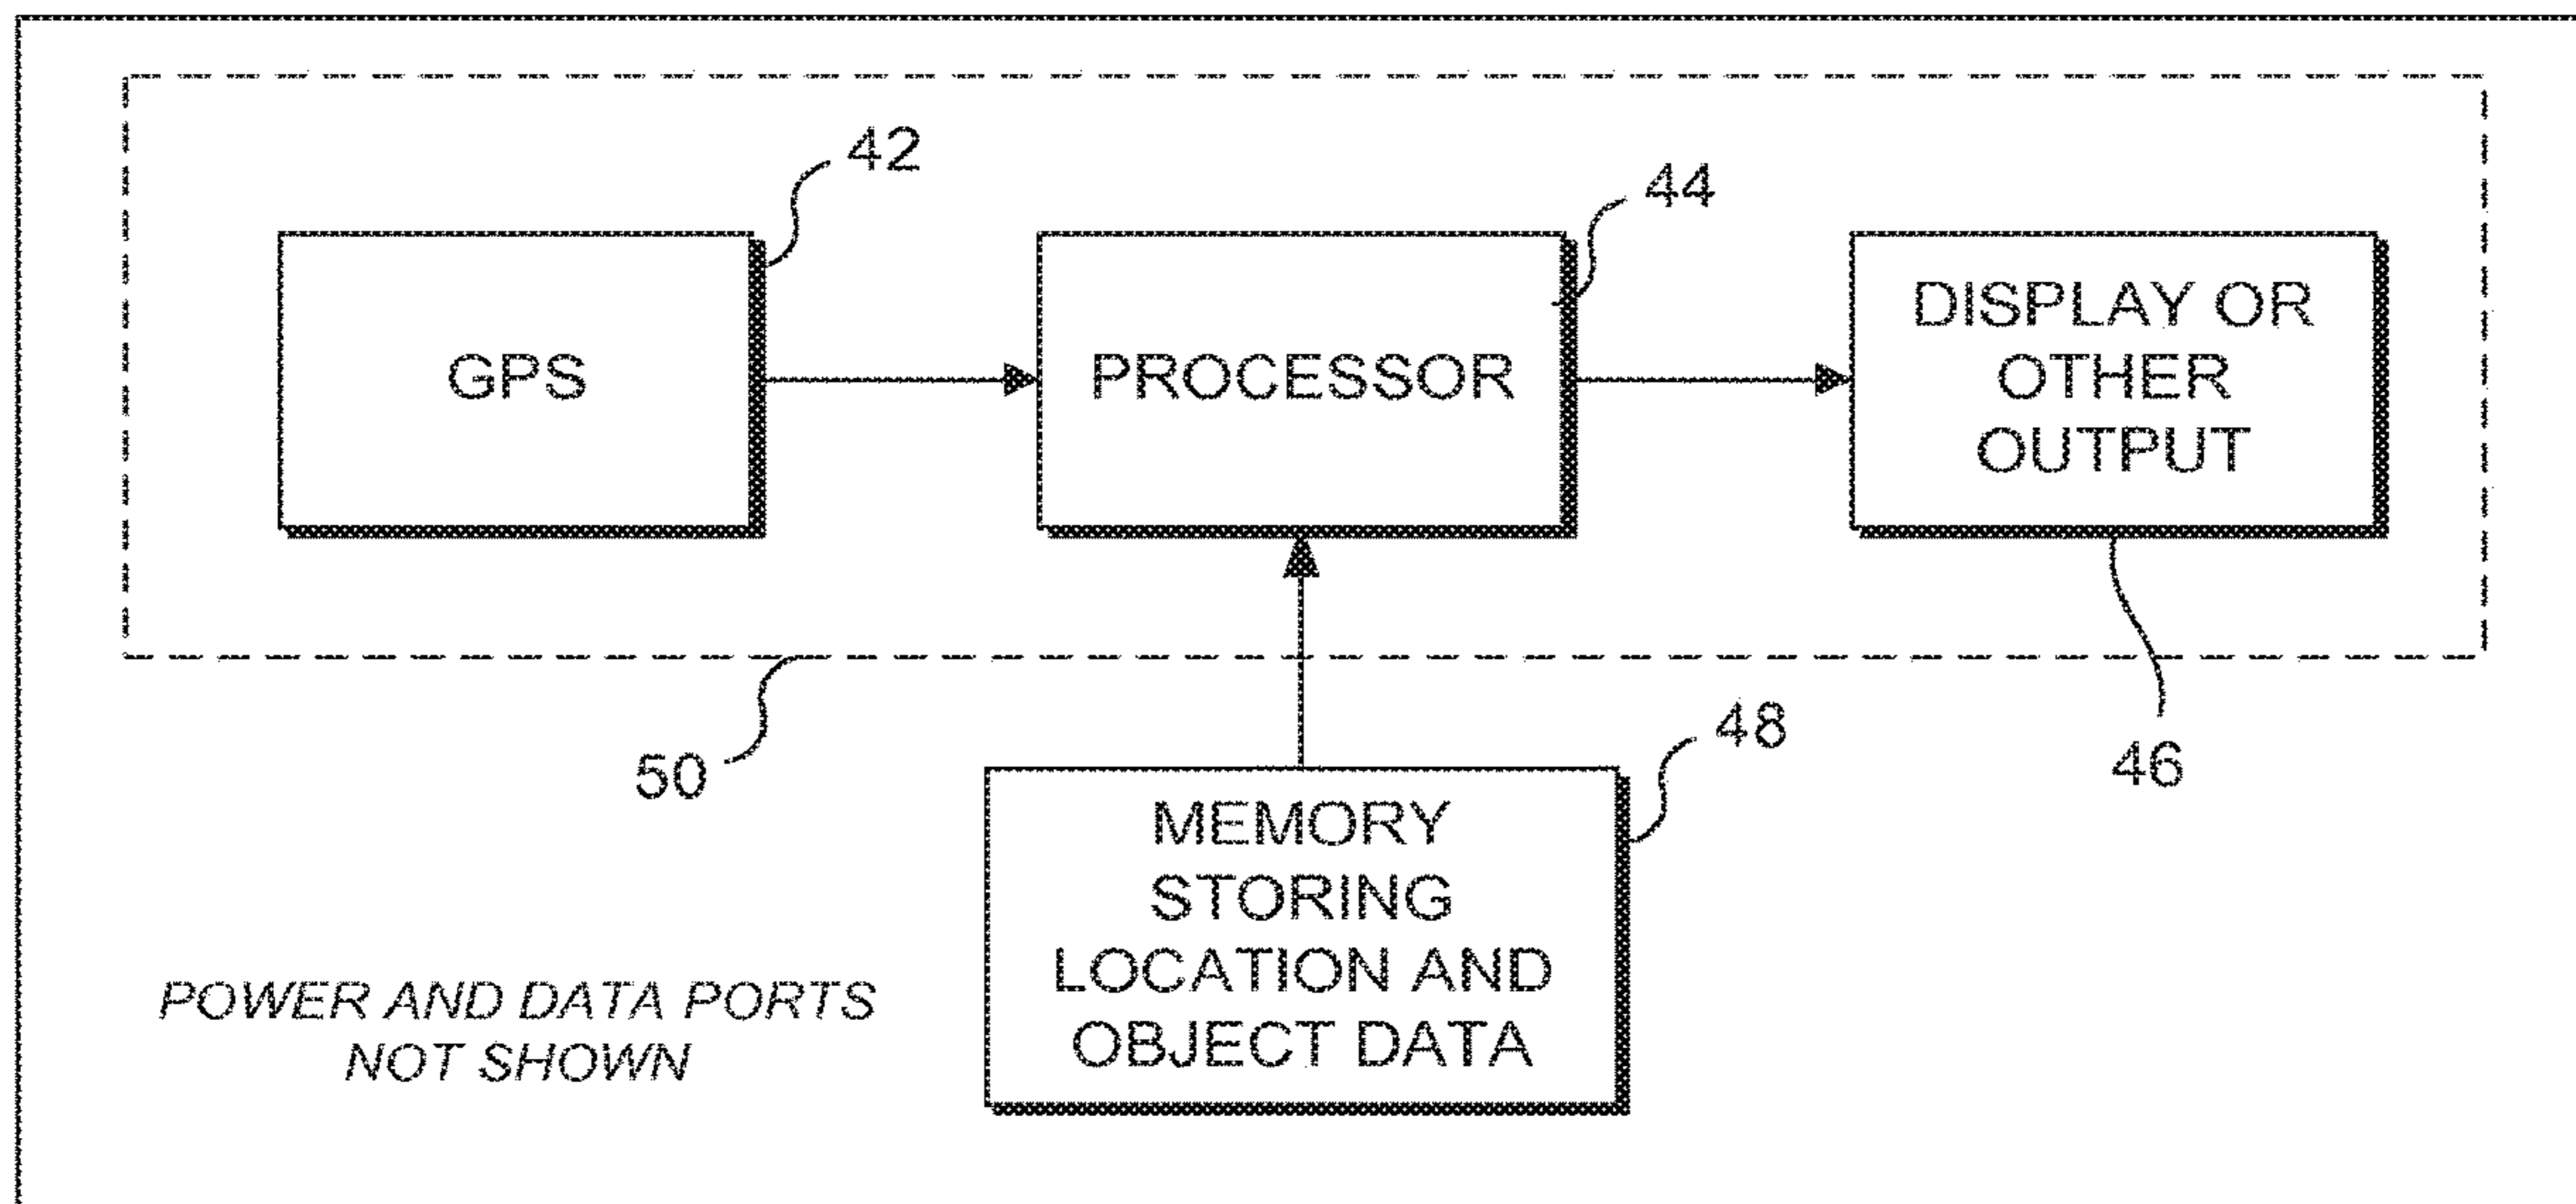 42
44
GPS
PROCESSOR
DISPLAY OR
OTHER
OUTPUT
50
48
46
MEMORY
STORING
LOCATION AND
OBJECT DATA
POWER AND DATA PORTS
NOT SHOWN